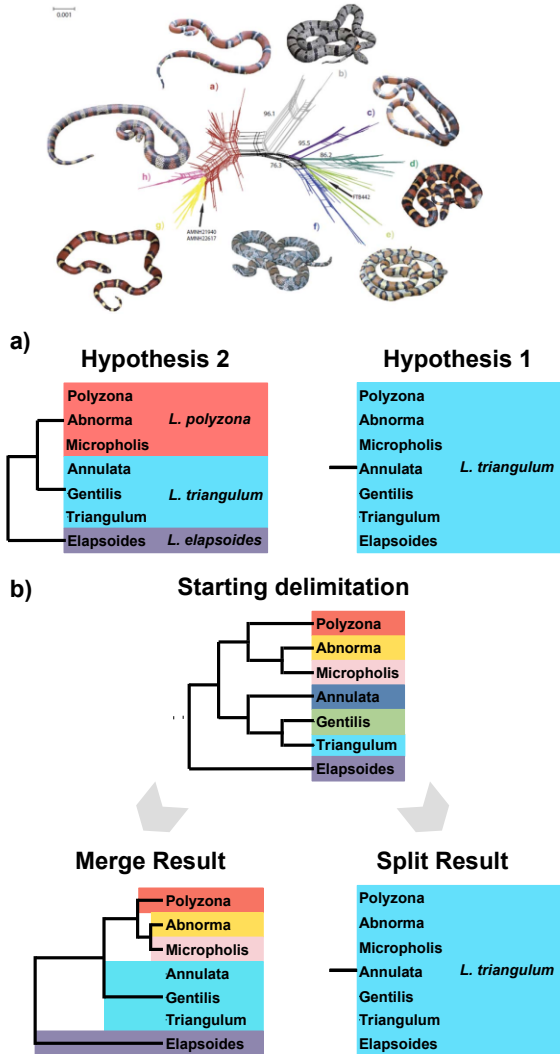 0.001
a)
b)
96.1
c)
95.5
86.2
76.3
d)
h)
FTB442
g)
AMNH21940
AMNH22617
f)
e)
a)
Hypothesis 2
Hypothesis 1
Polyzona
Abnorma L. polyzona
Micropholis
Annulata
Gentilis L. triangulum
Triangulum
Elapsoides L. elapsoides
Polyzona
Abnorma
Micropholis
Annulata L. triangulum
Gentilis
Triangulum
Elapsoides
b)
Starting delimitation
Polyzona
Abnorma
Micropholis
Annulata
Gentilis
Triangulum
Elapsoides
Merge Result
Split Result
Polyzona
Abnorma
Micropholis
Annulata
Gentilis
Triangulum
Elapsoides
Polyzona
Abnorma
Micropholis
Annulata L. triangulum
Gentilis
Triangulum
Elapsoides